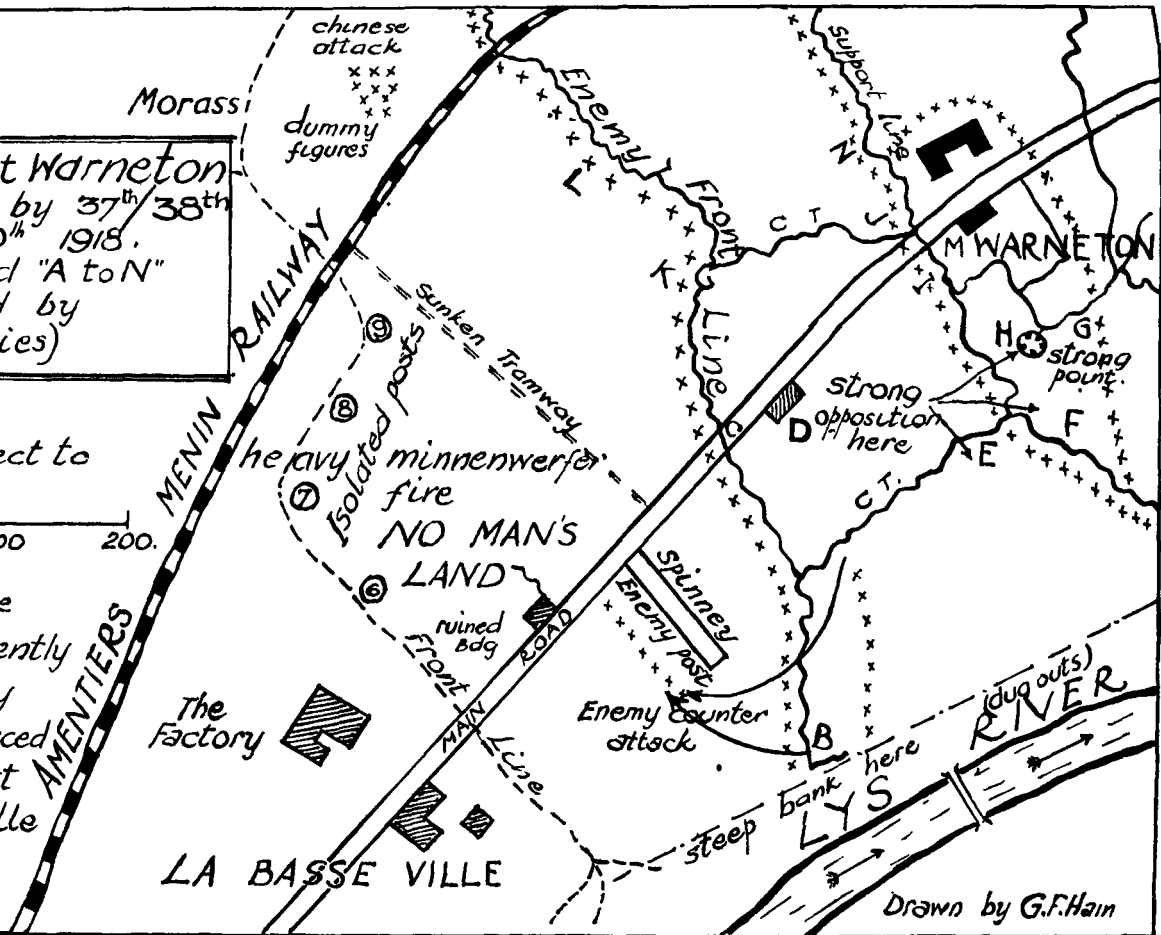 chinese
attack
Morass
dummy
figures
t Warneton
by 37th 38th
0th 1918.
d "A to N"
d by
ies)
ect to
00 200.
e
ently
y
ced
t
lle
AMENTIERS MENIN RAILWAY
Enemy Front Line
Support line
L
K
N
J
I
C T
M WARNETON
H
G
strong
point.
F
E
strong
opposition
here
D
C
C T.
Sunken Tramway
9
8
7
6
Isolated posts
heavy minnenwerfer
fire
NO MAN'S
LAND
ruined
Bdg
Spinney
Enemy post
MAIN ROAD
Front Line
The
Factory
Enemy Counter
attack
B
(dug outs)
steep bank here
LYS RIVER
LA BASSE VILLE
Drawn by G.F.Hain